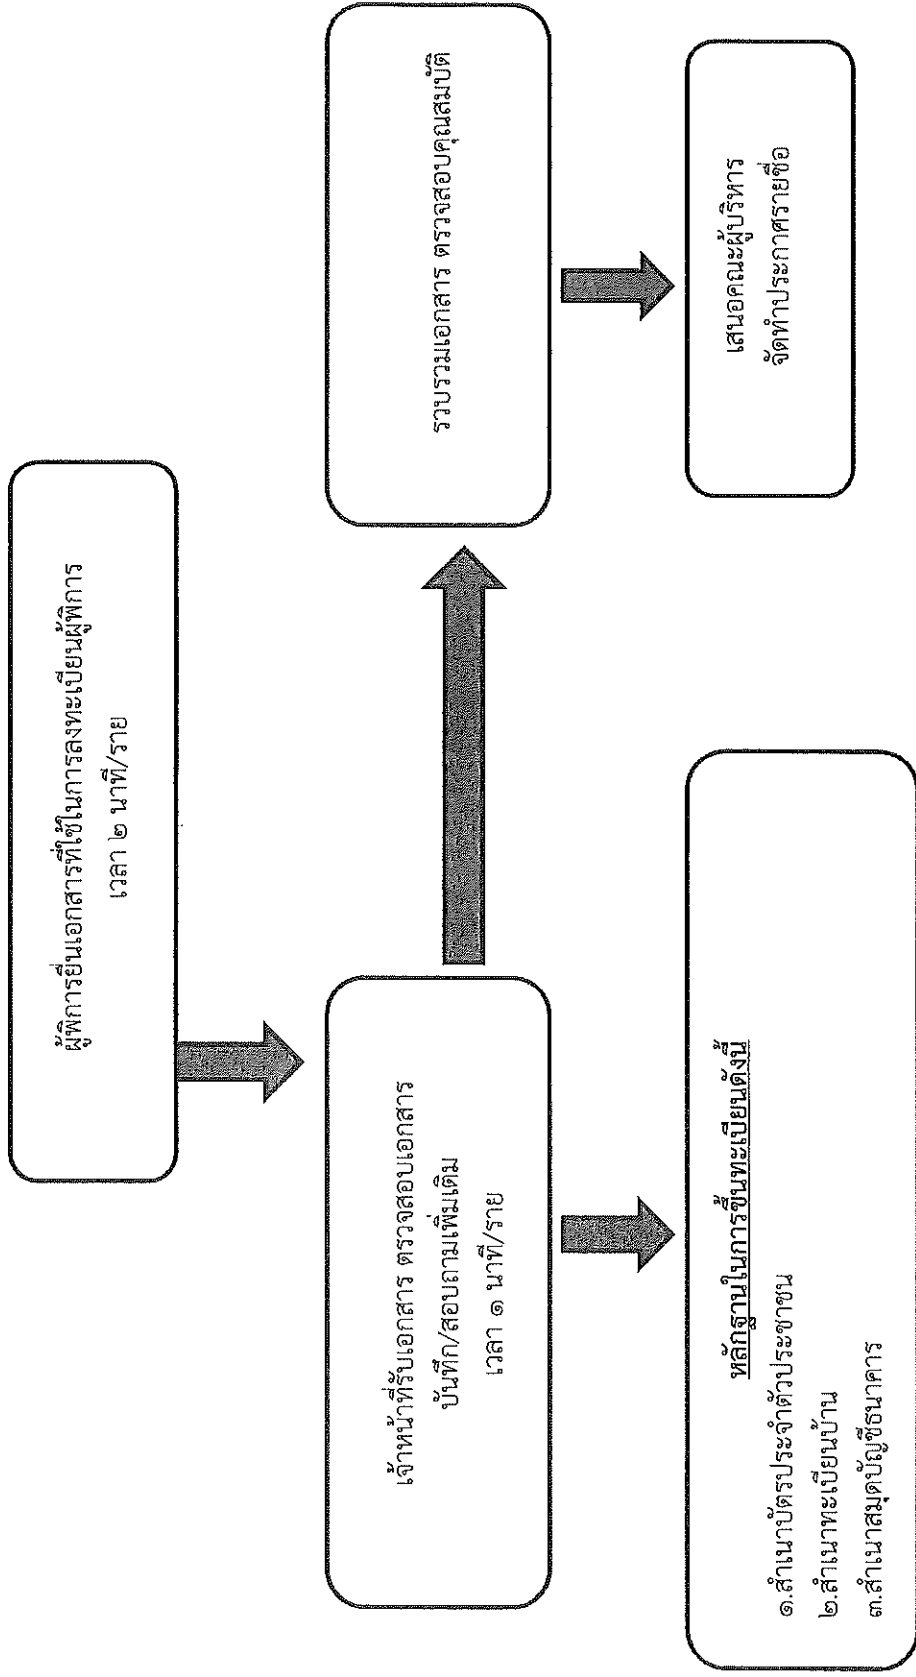 ผู้พิการยื่นเอกสารที่ใช้ในการลงทะเบียนผู้พิการ
เวลา ๒ นาที/ราย
เจ้าหน้าที่รับเอกสาร ตรวจสอบเอกสาร
บันทึก/สอบถามเพิ่มเติม
เวลา ๑ นาที/ราย
รวบรวมเอกสาร ตรวจสอบคุณสมบัติ
หลักฐานในการขึ้นทะเบียนดังนี้
๑.สำเนาบัตรประจำตัวประชาชน
๒.สำเนาทะเบียนบ้าน
๓.สำเนาสมุดบัญชีธนาคาร
เสนอคณะผู้บริหาร
จัดทำประกาศรายชื่อ